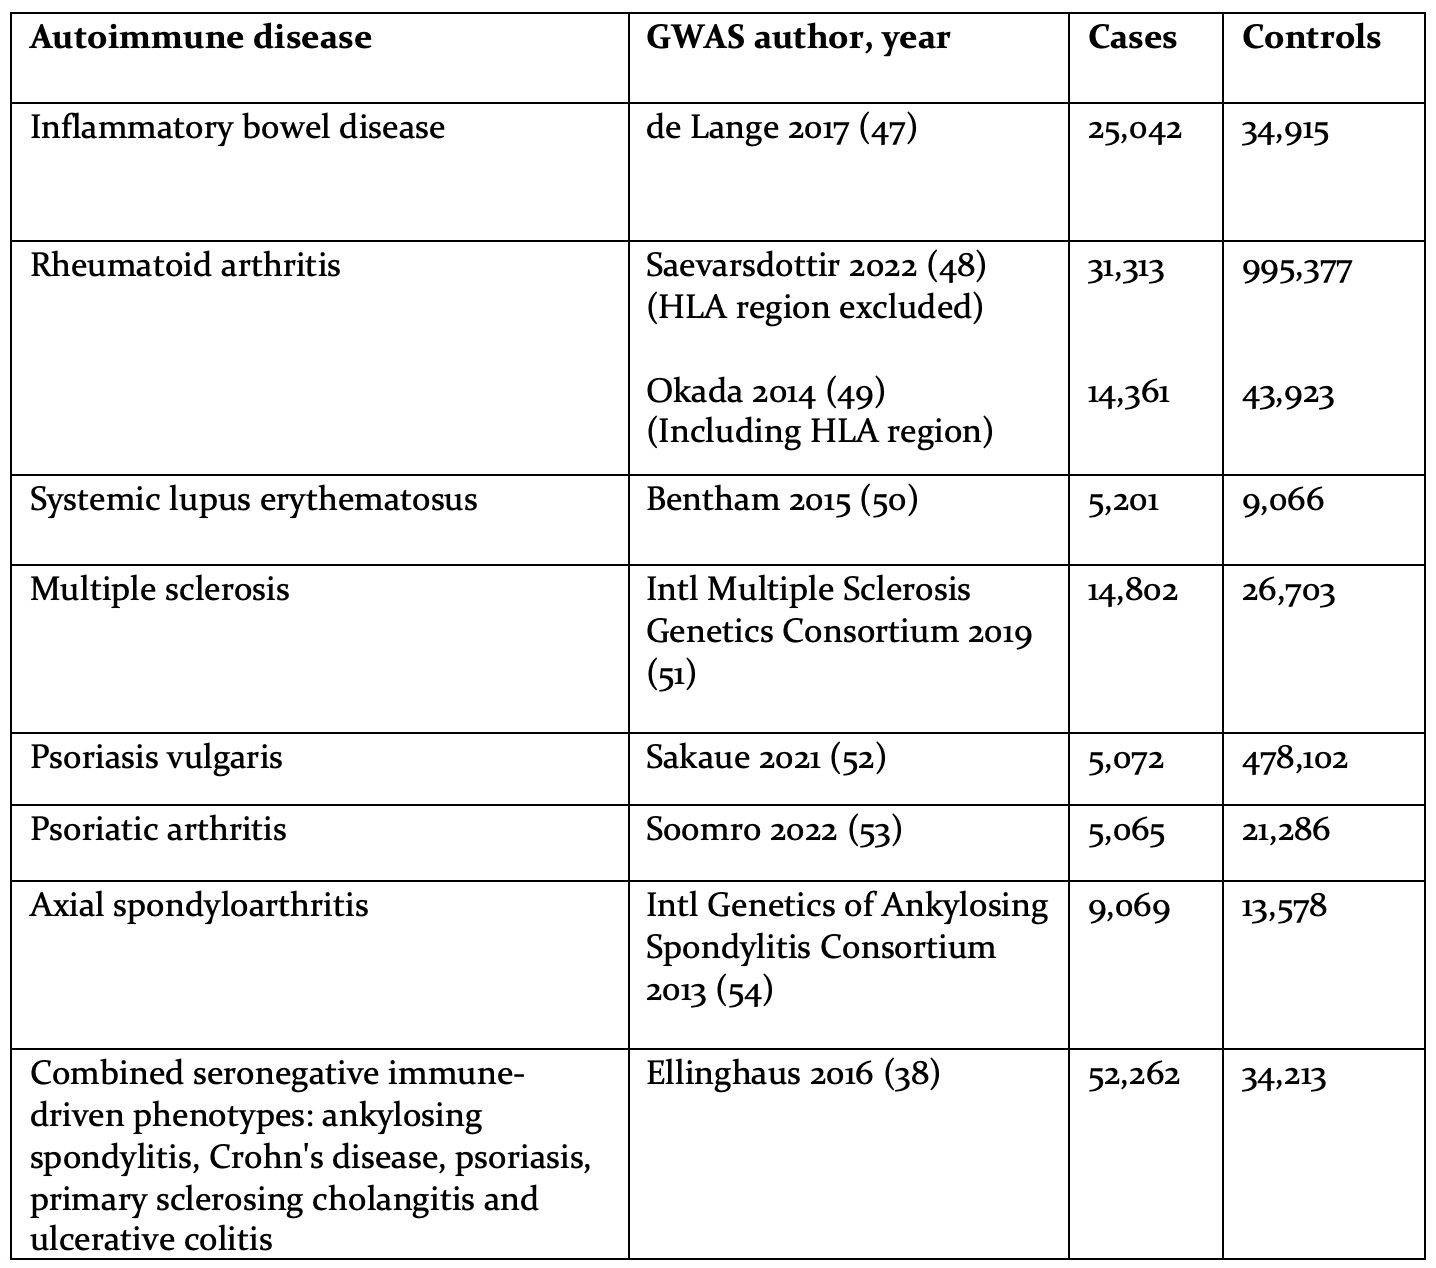 Autoimmune disease GWAS author, year Cases Controls
Inflammatory bowel disease de Lange 2017 (47) 25,042 34,915
Rheumatoid arthritis Saevarsdottir 2022 (48) 31,313 995,377
(HLA region excluded)
Okada 2014 (49) 14,361 43,923
(Including HLA region)
Systemic lupus erythematosus Bentham 2015 (50) 5,201 9,066
Multiple sclerosis Intl Multiple Sclerosis 14,802 26,703
Genetics Consortium 2019
(51)
Psoriasis vulgaris Sakaue 2021 (52) 5,072 478,102
Psoriatic arthritis Soomro 2022 (53) 5,065 21,286
Axial spondyloarthritis Intl Genetics of Ankylosing 9,069 13,578
Spondylitis Consortium
2013 (54)
Combined seronegative immune- Ellinghaus 2016 (38) 52,262 34,213
driven phenotypes: ankylosing
spondylitis, Crohn's disease, psoriasis,
primary sclerosing cholangitis and
ulcerative colitis